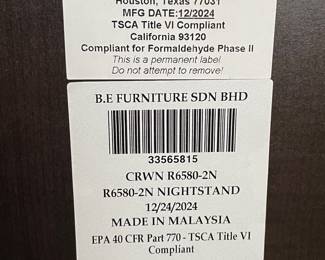 Houston, Texas 77031
MFG DATE:12/2024
TSCA Title VI Compliant
California 93120
Compliant for Formaldehyde Phase II
This is a permanent label
Do not attempt to remove!
B.E FURNITURE SDN BHD
33565815
CRWN R6580-2N
R6580-2N NIGHTSTAND
12/24/2024
MADE IN MALAYSIA
EPA 40 CFR Part 770 - TSCA Title VI
Compliant